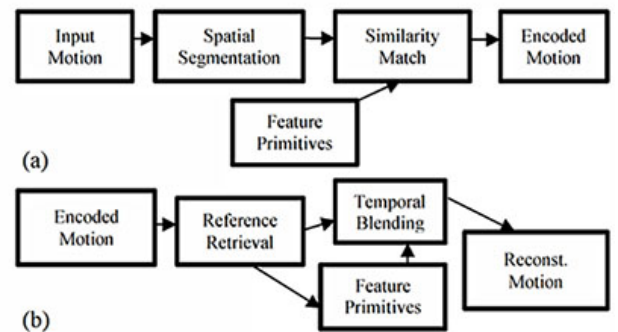 Input
Motion
Spatial
Segmentation
Similarity
Match
Encoded
Motion
Feature
Primitives
(a)
Encoded
Motion
Reference
Retrieval
Temporal
Blending
Feature
Primitives
Reconst.
Motion
(b)